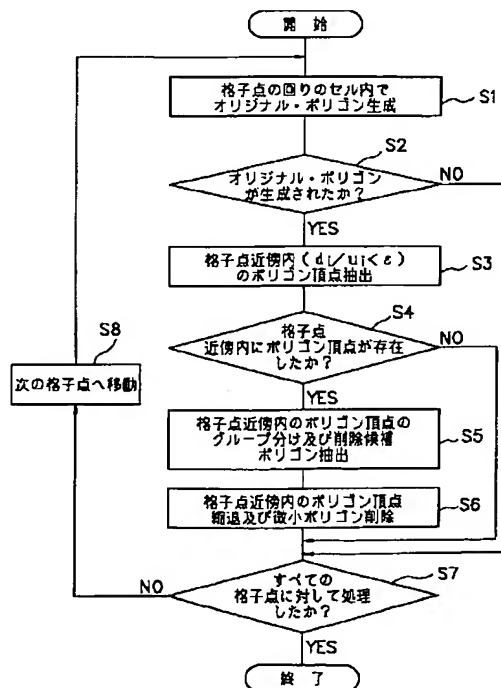 開 始
格子点の回りのセル内で
オリジナル・ポリゴン生成
S1
S2
オリジナル・ポリゴン
が生成されたか？
NO
YES
格子点近傍内(di/ui<ε)
のポリゴン頂点抽出
S3
S4
格子点
近傍内にポリゴン頂点が存在
したか？
NO
YES
S8
次の格子点へ移動
格子点近傍内のポリゴン頂点の
グループ分け及び削除候補
ポリゴン抽出
S5
格子点近傍内のポリゴン頂点
縮退及び微小ポリゴン削除
S6
すべての
格子点に対して処理
したか？
S7
NO
YES
終 了